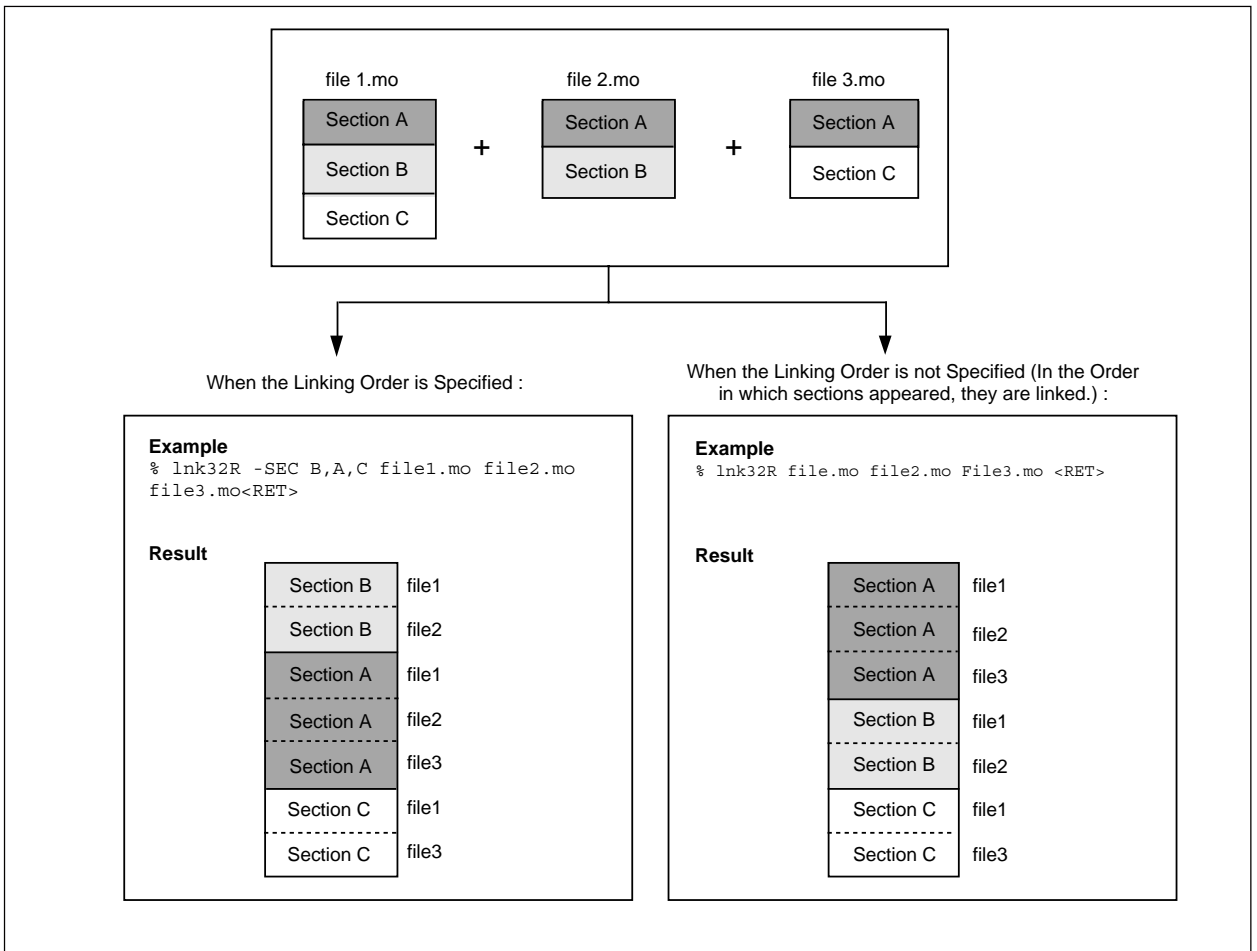 file 1.mo
file 2.mo
file 3.mo
Section A
Section B
Section C
+
Section A
Section B
+
Section A
Section C
When the Linking Order is Specified :
Example
% lnk32R -SEC B,A,C file1.mo file2.mo
file3.mo<RET>
Result
Section B file1
Section B file2
Section A file1
Section A file2
Section A file3
Section C file1
Section C file3
When the Linking Order is not Specified (In the Order
in which sections appeared, they are linked.) :
Example
% lnk32R file.mo file2.mo File3.mo <RET>
Result
Section A file1
Section A file2
Section A file3
Section B file1
Section B file2
Section C file1
Section C file3